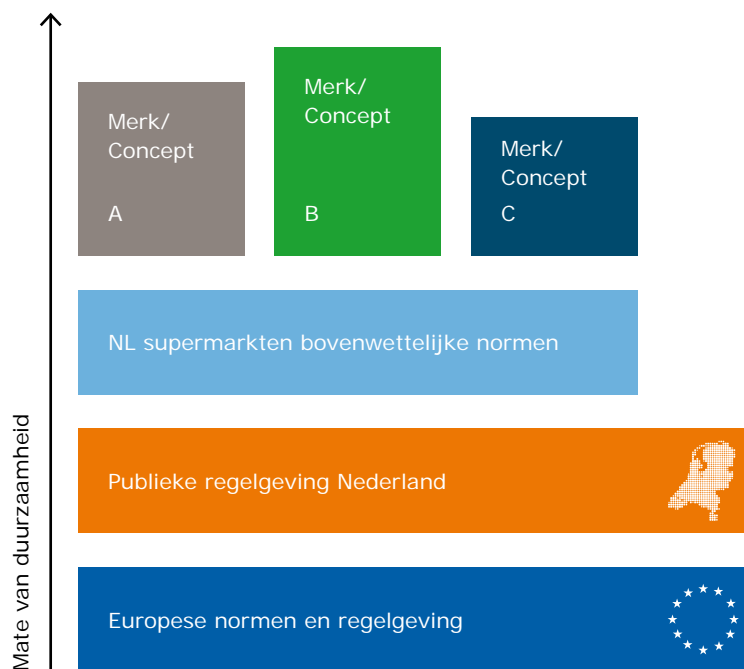 Merk/
Concept
A
Merk/
Concept
B
Merk/
Concept
C
NL supermarkten bovenwettelijke normen
Publieke regelgeving Nederland
Europese normen en regelgeving
Mate van duurzaamheid